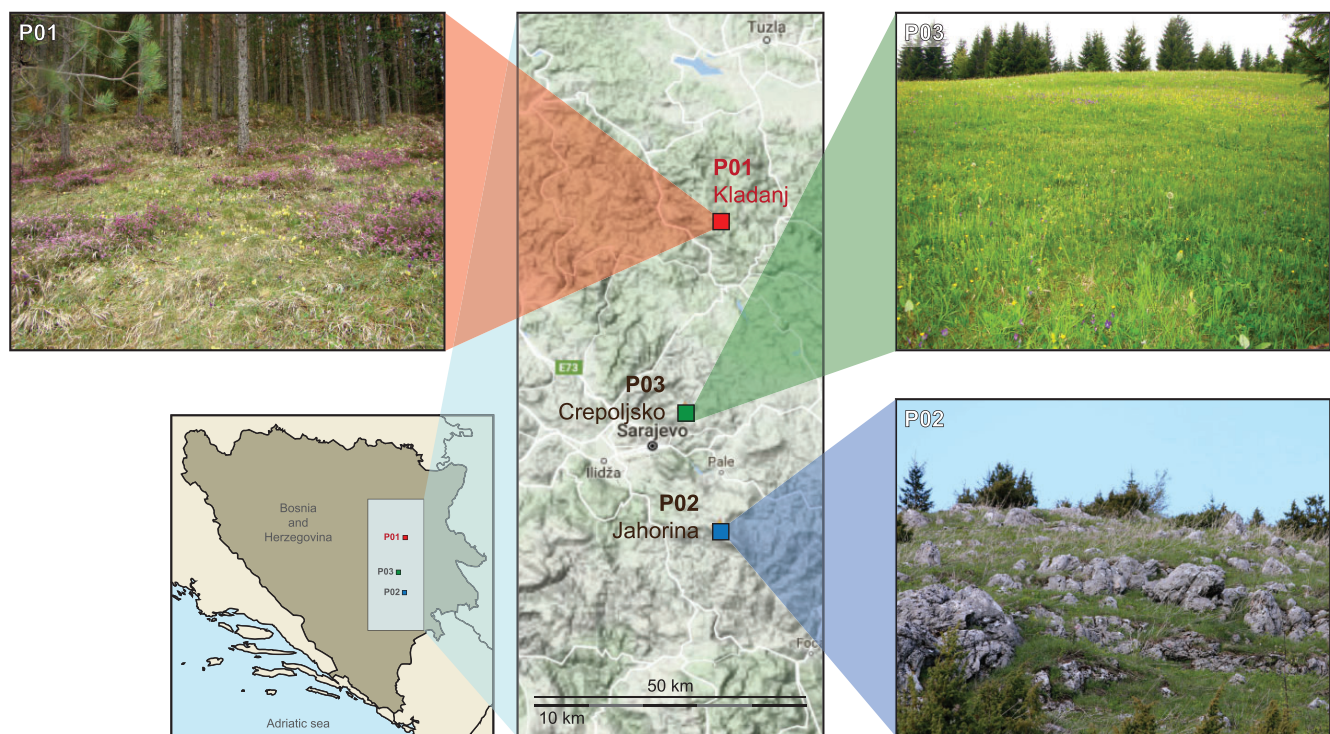 P01
Tuzla
P01
Kladanj
P03
E73
P03
Crepoljsko
Sarajevo
Ilidža
Pale
P02
Jahorina
Foč
50 km
10 km
P02
Bosnia
and
Herzegovina
P01
P03
P02
Adriatic sea